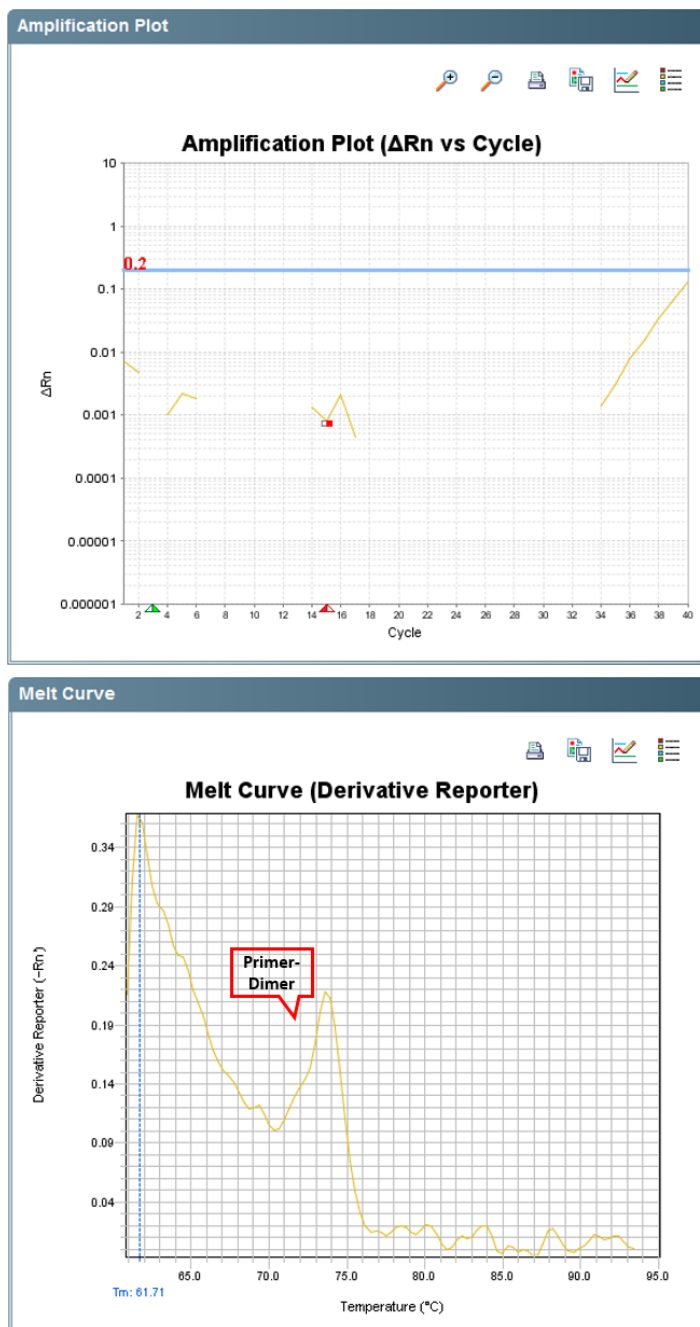 Amplification Plot
Amplification Plot (ΔRn vs Cycle)
10
1
0.2
0.1
0.01
0.001
0.0001
0.00001
0.000001
ΔRn
2 4 6 8 10 12 14 16 18 20 22 24 26 28 30 32 34 36 38 40
Cycle
Melt Curve
Melt Curve (Derivative Reporter)
0.34
0.29
0.24
0.19
0.14
0.09
0.04
Derivative Reporter (-Rn')
Primer-
Dimer
65.0 70.0 75.0 80.0 85.0 90.0 95.0
Tm: 61.71
Temperature (°C)